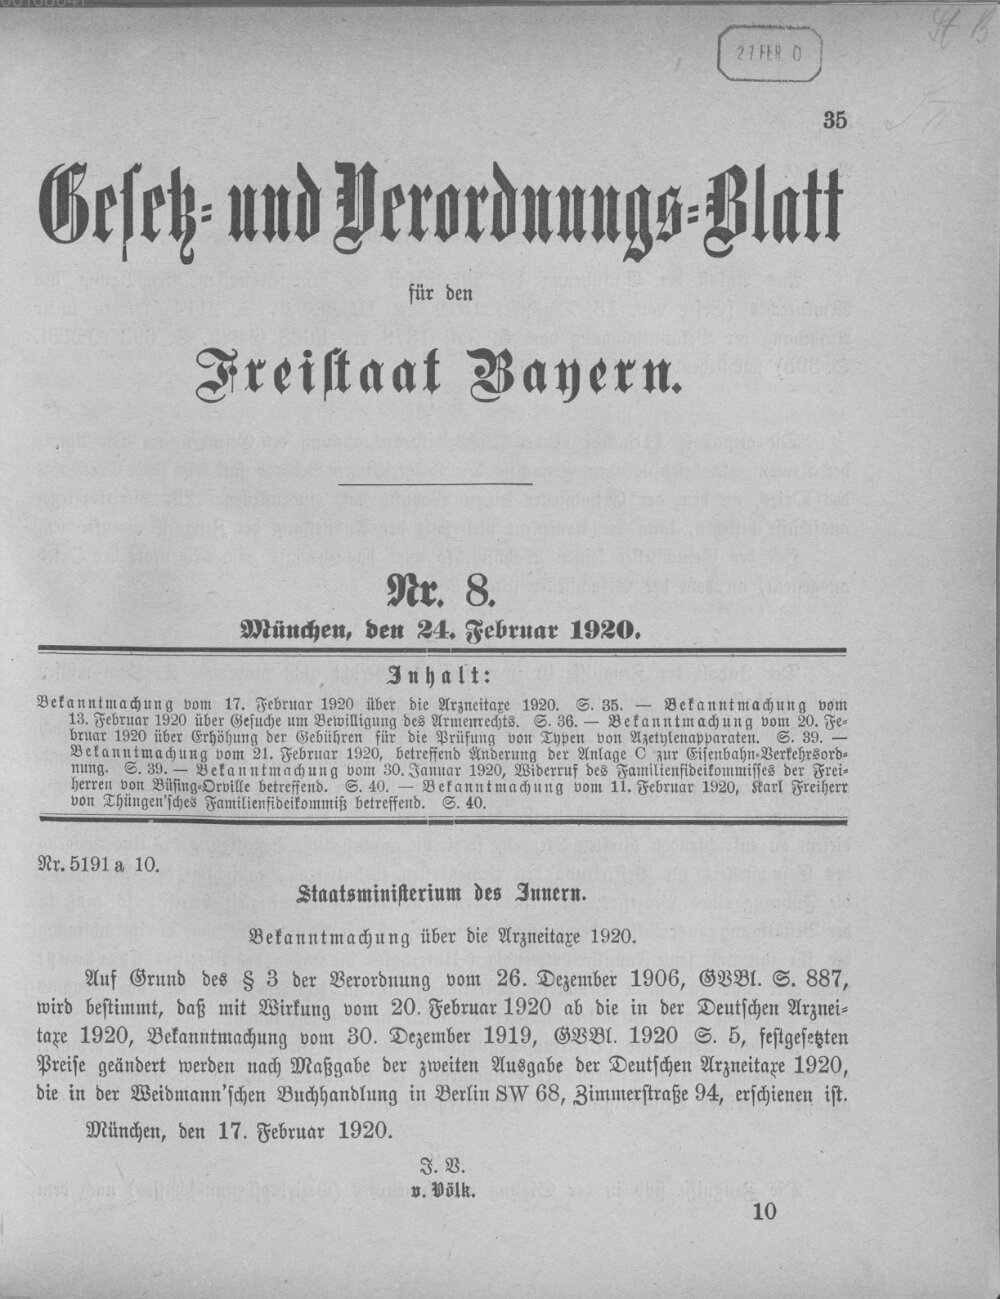 27 FEB. 0
35
Gesetz- und Verordnungs-Blatt
für den
Freistaat Bayern.
Nr. 8.
München, den 24. Februar 1920.
Inhalt:
Bekanntmachung vom 17. Februar 1920 über die Arzneitaxe 1920. S. 35. — Bekanntmachung vom
13. Februar 1920 über Gesuche um Bewilligung des Armenrechts. S. 36. — Bekanntmachung vom 20. Fe-
bruar 1920 über Erhöhung der Gebühren für die Prüfung von Typen von Azetylenapparaten. S. 39. —
Bekanntmachung vom 21. Februar 1920, betreffend Änderung der Anlage C zur Eisenbahn-Verkehrsord-
nung. S. 39. — Bekanntmachung vom 30. Januar 1920, Widerruf des Familienfideikommisses der Frei-
herren von Büsing-Orville betreffend. S. 40. — Bekanntmachung vom 11. Februar 1920, Karl Freiherr
von Thüngen'sches Familienfideikommiß betreffend. S. 40.
Nr. 5191 a 10.
Staatsministerium des Innern.
Bekanntmachung über die Arzneitaxe 1920.
Auf Grund des § 3 der Verordnung vom 26. Dezember 1906, GVBl. S. 887,
wird bestimmt, daß mit Wirkung vom 20. Februar 1920 ab die in der Deutschen Arznei-
taxe 1920, Bekanntmachung vom 30. Dezember 1919, GVBl. 1920 S. 5, festgesetzten
Preise geändert werden nach Maßgabe der zweiten Ausgabe der Deutschen Arzneitaxe 1920,
die in der Weidmann'schen Buchhandlung in Berlin SW 68, Zimmerstraße 94, erschienen ist.
München, den 17. Februar 1920.
J. V.
v. Völk.
10